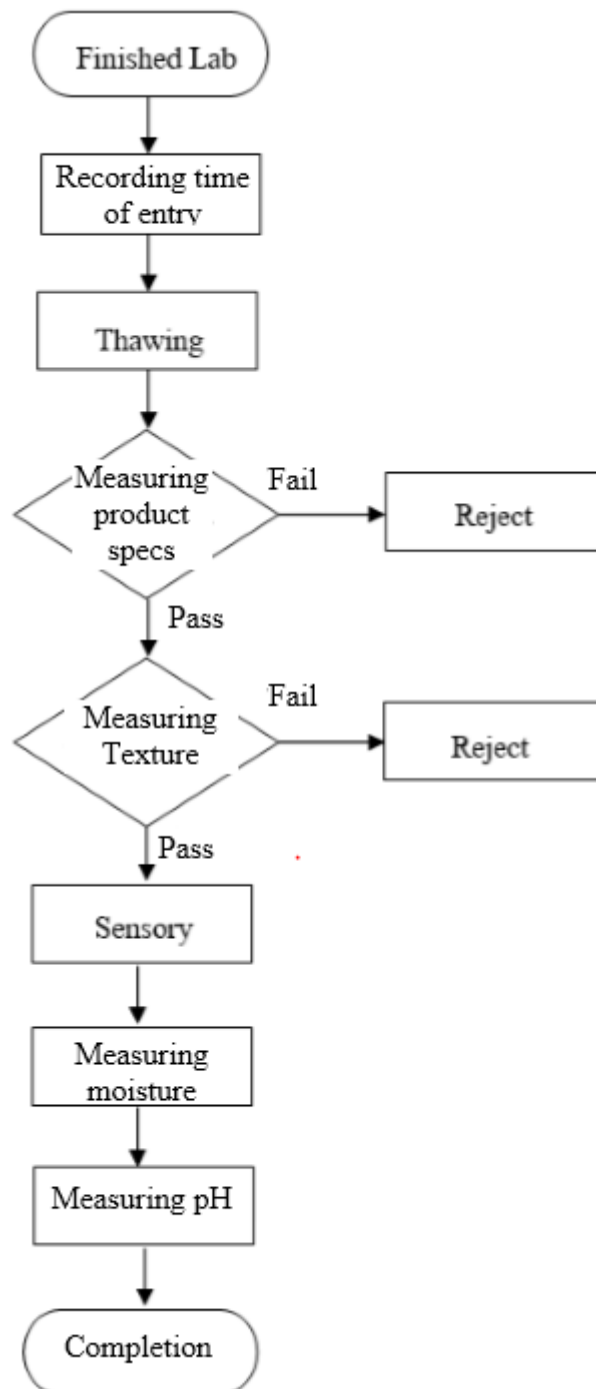 Finished Lab
Recording time
of entry
Thawing
Measuring
product
specs
Fail
Reject
Pass
Measuring
Texture
Fail
Reject
Pass
Sensory
Measuring
moisture
Measuring pH
Completion